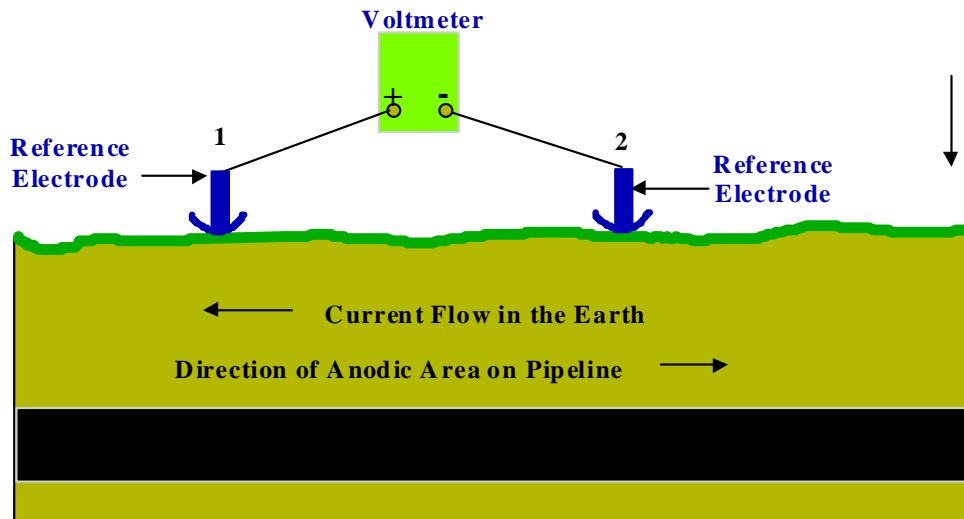 Voltmeter
+ -
1
2
Reference
Electrode
Reference
Electrode
Current Flow in the Earth
Direction of Anodic Area on Pipeline